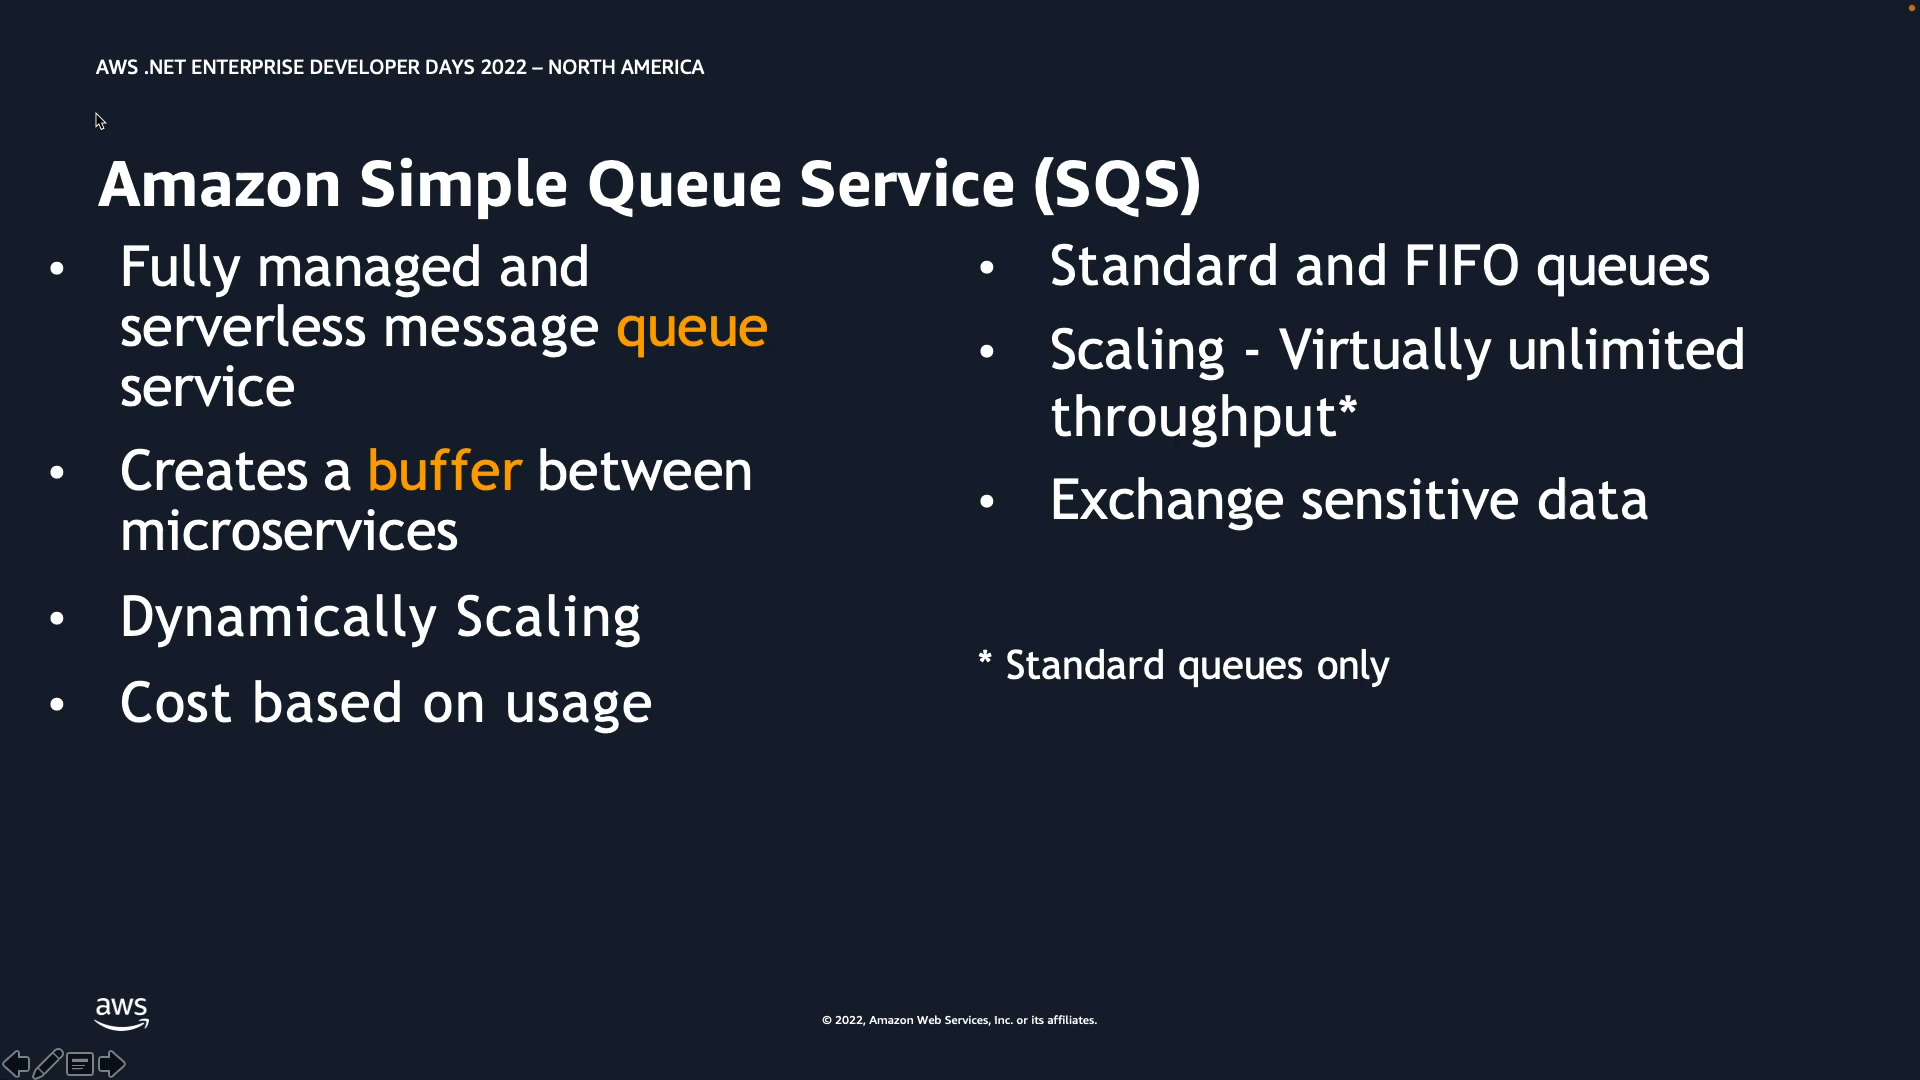 AWS .NET ENTERPRISE DEVELOPER DAYS 2022 – NORTH AMERICA
Amazon Simple Queue Service (SQS)
• Fully managed and
serverless message queue
service
• Creates a buffer between
microservices
• Dynamically Scaling
• Cost based on usage
• Standard and FIFO queues
• Scaling - Virtually unlimited
throughput*
• Exchange sensitive data
* Standard queues only
aws
© 2022, Amazon Web Services, Inc. or its affiliates.